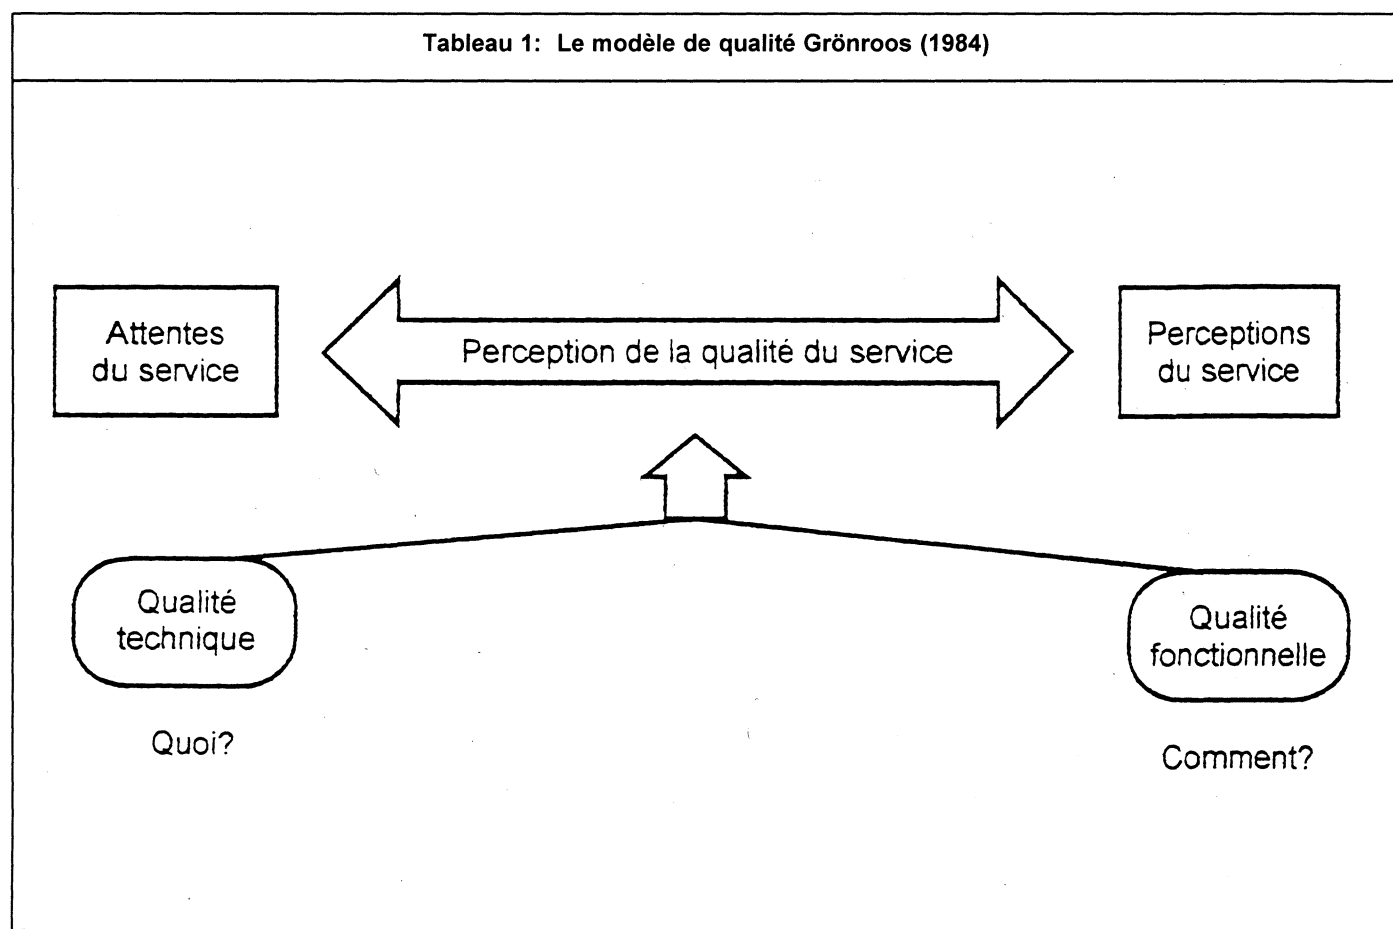 Tableau 1: Le modèle de qualité Grönroos (1984)
Attentes
du service
Perception de la qualité du service
Perceptions
du service
Qualité
technique
Quoi?
Qualité
fonctionnelle
Comment?